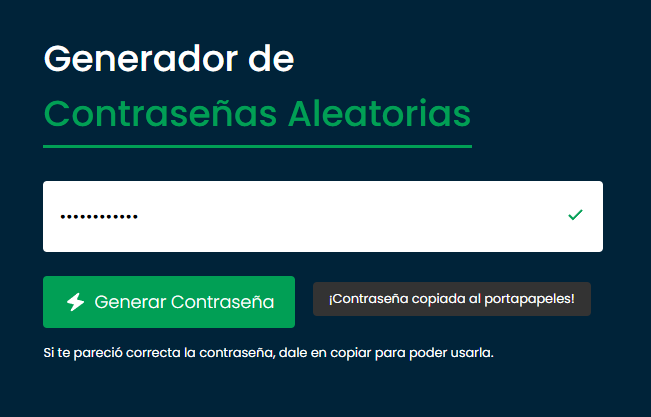 Generador de
Contraseñas Aleatorias
••••••••••••
Generar Contraseña
¡Contraseña copiada al portapapeles!
Si te pareció correcta la contraseña, dale en copiar para poder usarla.